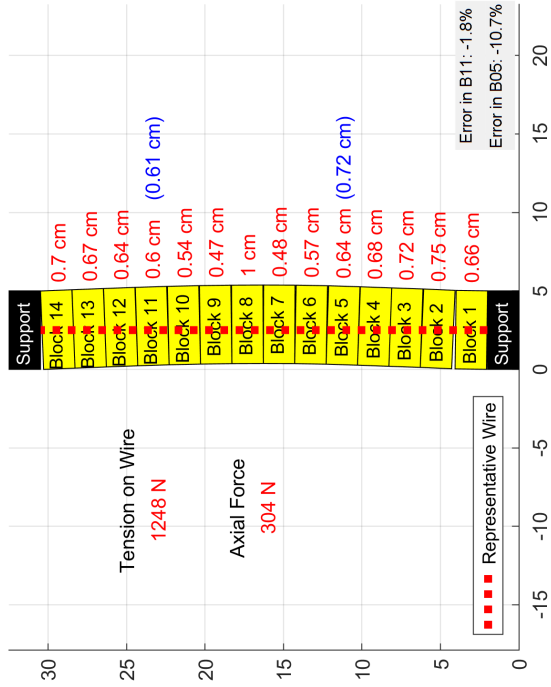 Support
Block 14 0.7 cm
Block 13 0.67 cm
Block 12 0.64 cm
Block 11 0.6 cm (0.61 cm)
Block 10 0.54 cm
Block 9 0.47 cm
Block 8 1 cm
Block 7 0.48 cm
Block 6 0.57 cm
Block 5 0.64 cm (0.72 cm)
Block 4 0.68 cm
Block 3 0.72 cm
Block 2 0.75 cm
Block 1 0.66 cm
Support
Tension on Wire
1248 N
Axial Force
304 N
Representative Wire
Error in B11: -1.8%
Error in B05: -10.7%
-15 -10 -5 0 5 10 15 20
30
25
20
15
10
5
0